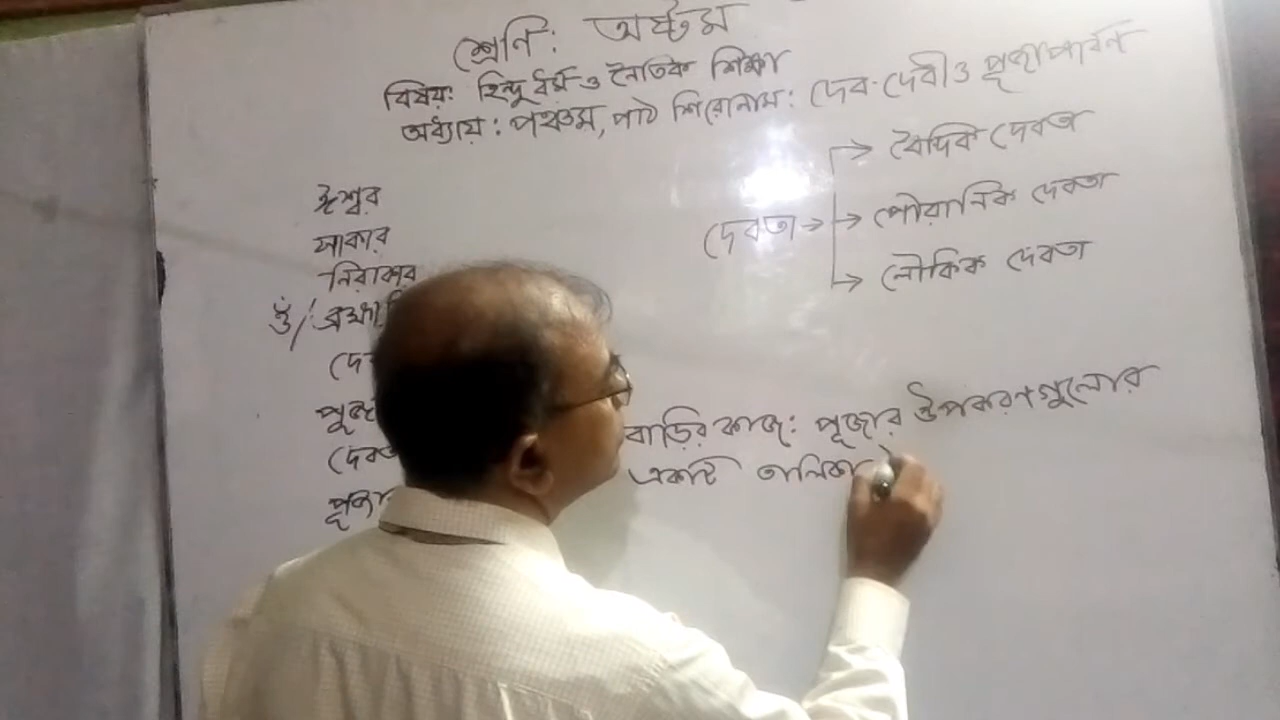 শ্রেণি: অষ্টম
বিষয়: হিন্দুধর্ম ও নৈতিক শিক্ষা
অধ্যায়: পঞ্চম, পাঠ শিরোনাম: দেব-দেবী ও পূজাপার্বণ
ঈশ্বর
সাকার
নিরাকার
ওঁ/
পূজা
দেবতা→
→ বৈদিক দেবতা
→ পৌরানিক দেবতা
→ লৌকিক দেবতা
বাড়ির কাজ: পূজার উপকরণগুলোর
একটি তালিকা